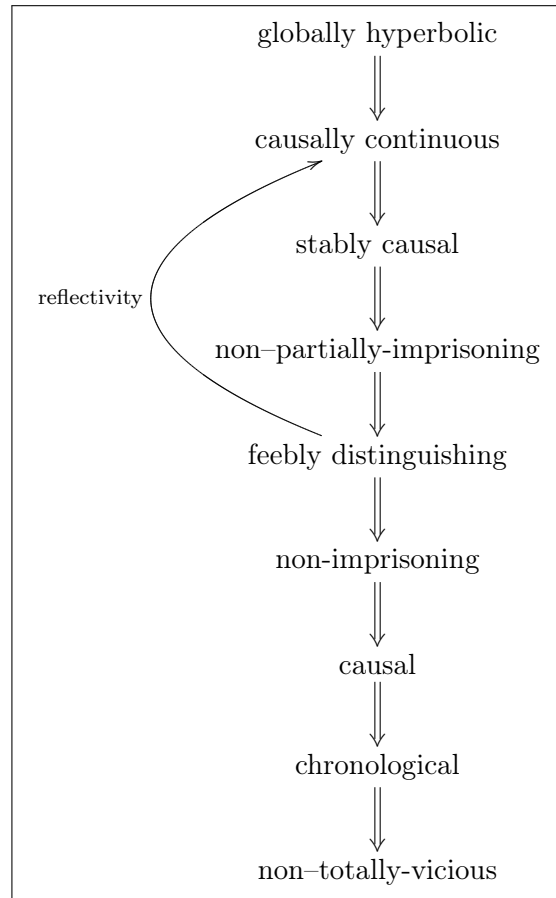 globally hyperbolic
causally continuous
stably causal
reflectivity
non–partially-imprisoning
feebly distinguishing
non-imprisoning
causal
chronological
non–totally-vicious